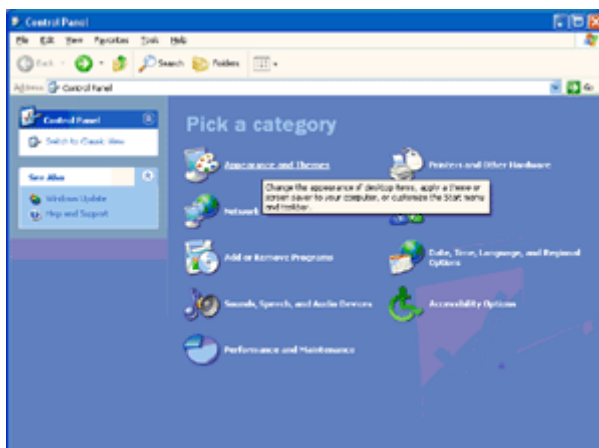 Control Panel
File Edit View Favorites Tools Help
Back Search Folders
Address Control Panel Go
Control Panel
Switch to Classic View
See Also
Windows Update
Help and Support
Pick a category
Appearance and Themes
Printers and Other Hardware
Change the appearance of desktop items, apply a theme or
screen saver to your computer, or customize the Start menu
and taskbar.
Network
Add or Remove Programs
Date, Time, Language, and Regional
Options
Sounds, Speech, and Audio Devices
Accessibility Options
Performance and Maintenance